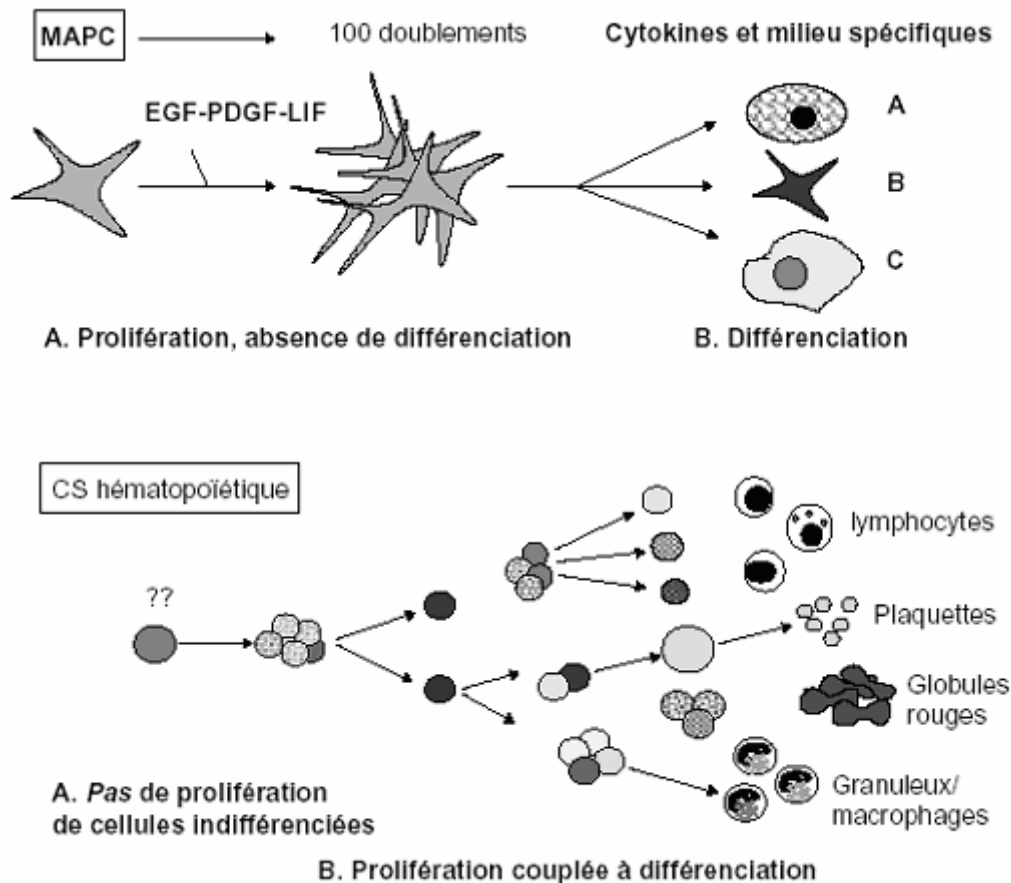 MAPC
100 doublements
Cytokines et milieu spécifiques
EGF-PDGF-LIF
A
B
C
A. Prolifération, absence de différenciation
B. Différenciation
CS hématopoïétique
??
lymphocytes
Plaquettes
Globules
rouges
Granuleux/
macrophages
A. Pas de prolifération
de cellules indifférenciées
B. Prolifération couplée à différenciation